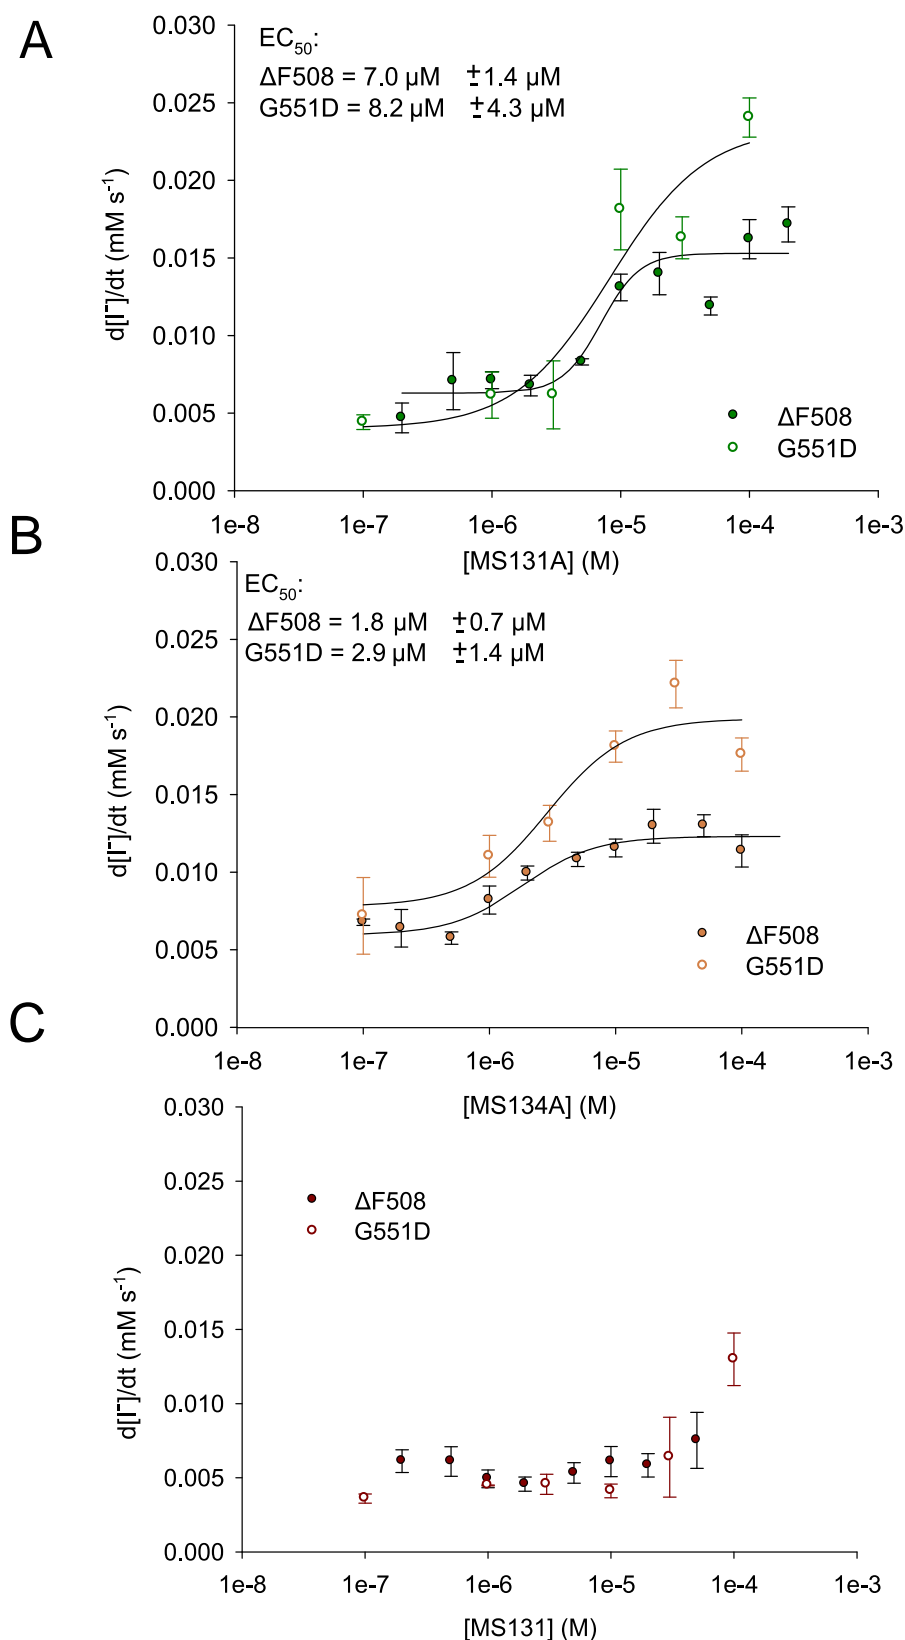 A
0.030
0.025
0.020
0.015
0.010
0.005
0.000
d[I⁻]/dt (mM s⁻¹)
EC₅₀:
ΔF508 = 7.0 µM ±1.4 µM
G551D = 8.2 µM ±4.3 µM
ΔF508
G551D
1e-8 1e-7 1e-6 1e-5 1e-4 1e-3
[MS131A] (M)
B
0.030
0.025
0.020
0.015
0.010
0.005
0.000
d[I⁻]/dt (mM s⁻¹)
EC₅₀:
ΔF508 = 1.8 µM ±0.7 µM
G551D = 2.9 µM ±1.4 µM
ΔF508
G551D
1e-8 1e-7 1e-6 1e-5 1e-4 1e-3
[MS134A] (M)
C
0.030
0.025
0.020
0.015
0.010
0.005
0.000
d[I⁻]/dt (mM s⁻¹)
ΔF508
G551D
1e-8 1e-7 1e-6 1e-5 1e-4 1e-3
[MS131] (M)